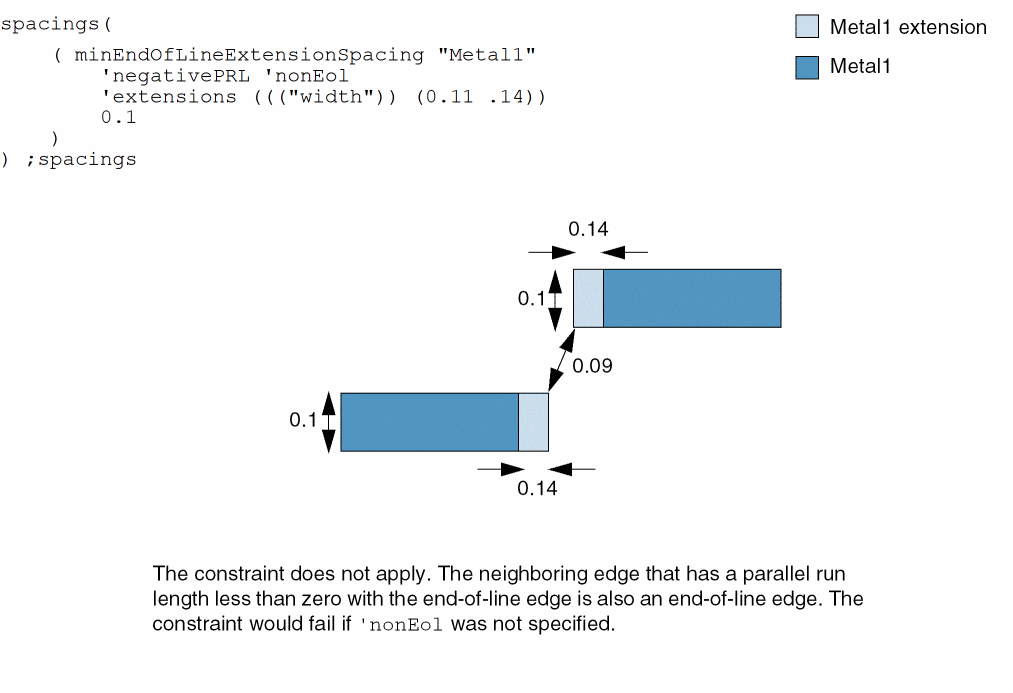 spacings(
( minEndOfLineExtensionSpacing "Metal1"
'negativePRL 'nonEol
'extensions ((("width")) (0.11 .14))
0.1
)
) ;spacings
Metal1 extension
Metal1
0.14
0.1
0.09
0.1
0.14
The constraint does not apply. The neighboring edge that has a parallel run
length less than zero with the end-of-line edge is also an end-of-line edge. The
constraint would fail if 'nonEol was not specified.